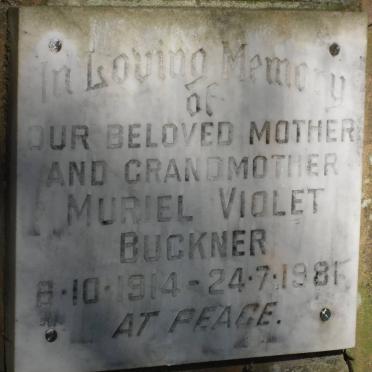 In Loving Memory
of
OUR BELOVED MOTHER
AND GRANDMOTHER
MURIEL VIOLET
BUCKNER
8·10·1914 - 24·7·1981
AT PEACE.